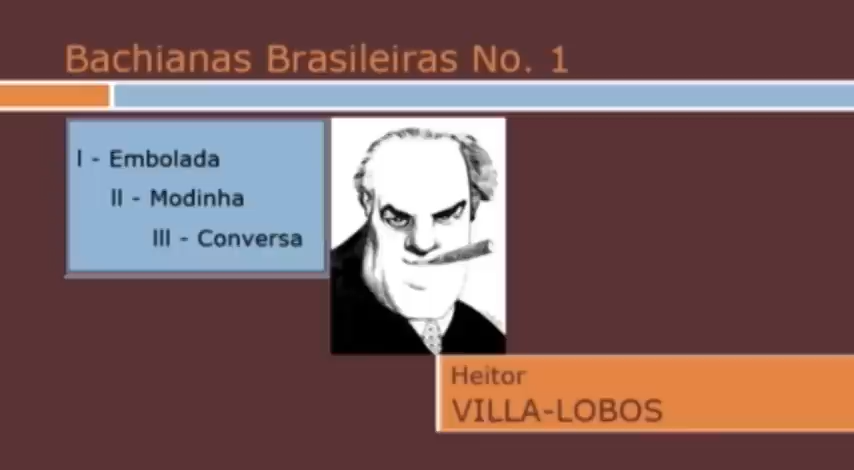 Bachianas Brasileiras No. 1
I - Embolada
II - Modinha
III - Conversa
Heitor
VILLA-LOBOS